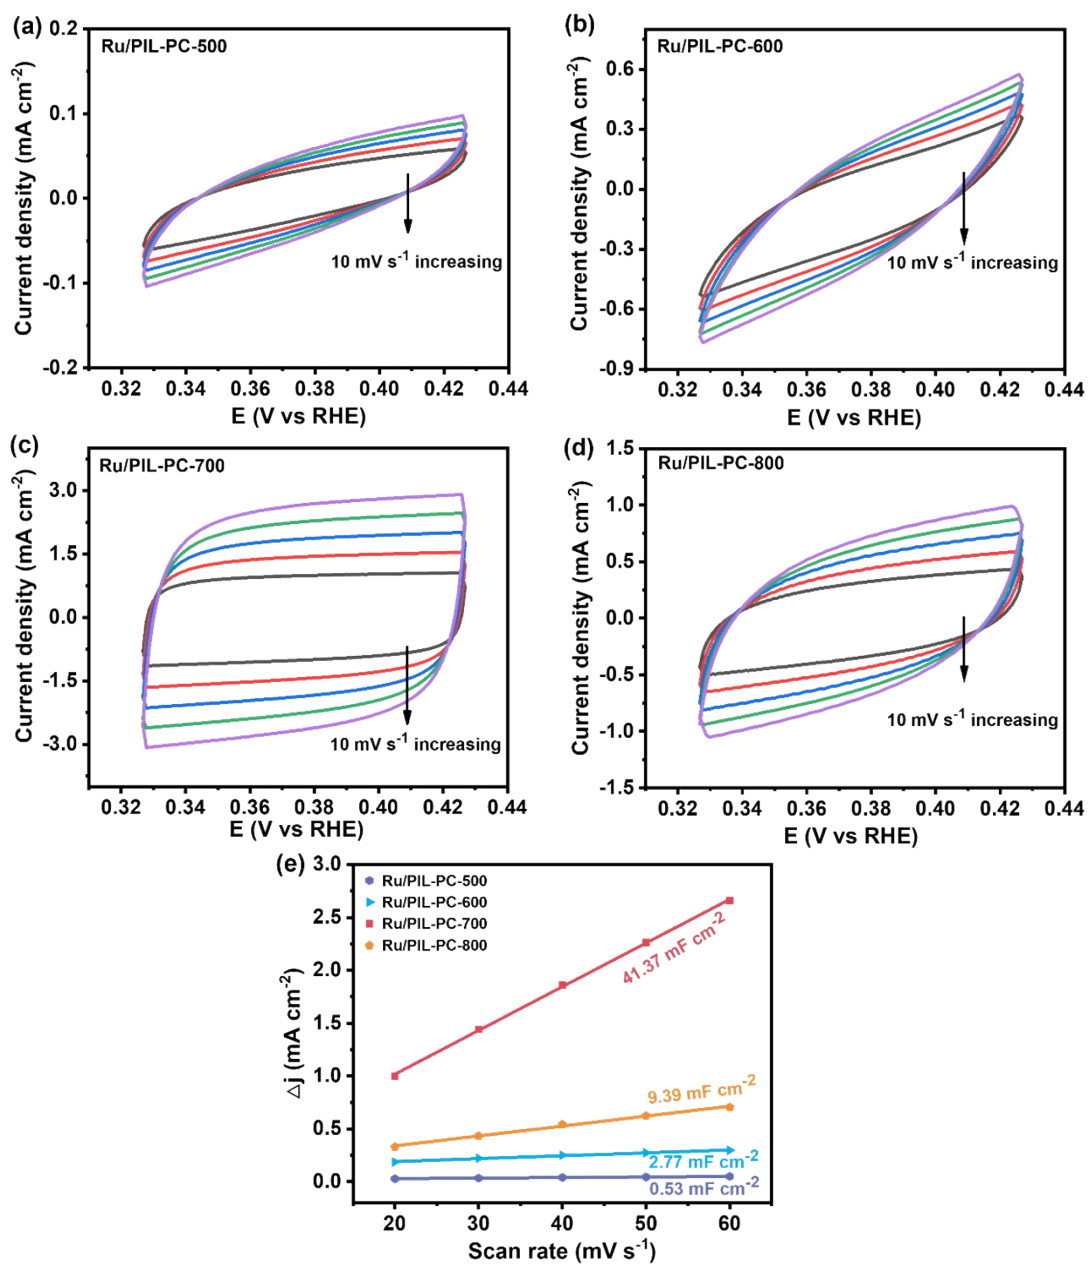 (a)
Ru/PIL-PC-500
0.2
0.1
0.0
-0.1
-0.2
Current density (mA cm⁻²)
10 mV s⁻¹ increasing
0.32 0.34 0.36 0.38 0.40 0.42 0.44
E (V vs RHE)
(b)
Ru/PIL-PC-600
0.6
0.3
0.0
-0.3
-0.6
-0.9
Current density (mA cm⁻²)
10 mV s⁻¹ increasing
0.32 0.34 0.36 0.38 0.40 0.42 0.44
E (V vs RHE)
(c)
Ru/PIL-PC-700
3.0
1.5
0.0
-1.5
-3.0
Current density (mA cm⁻²)
10 mV s⁻¹ increasing
0.32 0.34 0.36 0.38 0.40 0.42 0.44
E (V vs RHE)
(d)
Ru/PIL-PC-800
1.5
1.0
0.5
0.0
-0.5
-1.0
-1.5
Current density (mA cm⁻²)
10 mV s⁻¹ increasing
0.32 0.34 0.36 0.38 0.40 0.42 0.44
E (V vs RHE)
(e)
Ru/PIL-PC-500
Ru/PIL-PC-600
Ru/PIL-PC-700
Ru/PIL-PC-800
3.0
2.5
2.0
1.5
1.0
0.5
0.0
△j (mA cm⁻²)
41.37 mF cm⁻²
9.39 mF cm⁻²
2.77 mF cm⁻²
0.53 mF cm⁻²
20 30 40 50 60
Scan rate (mV s⁻¹)